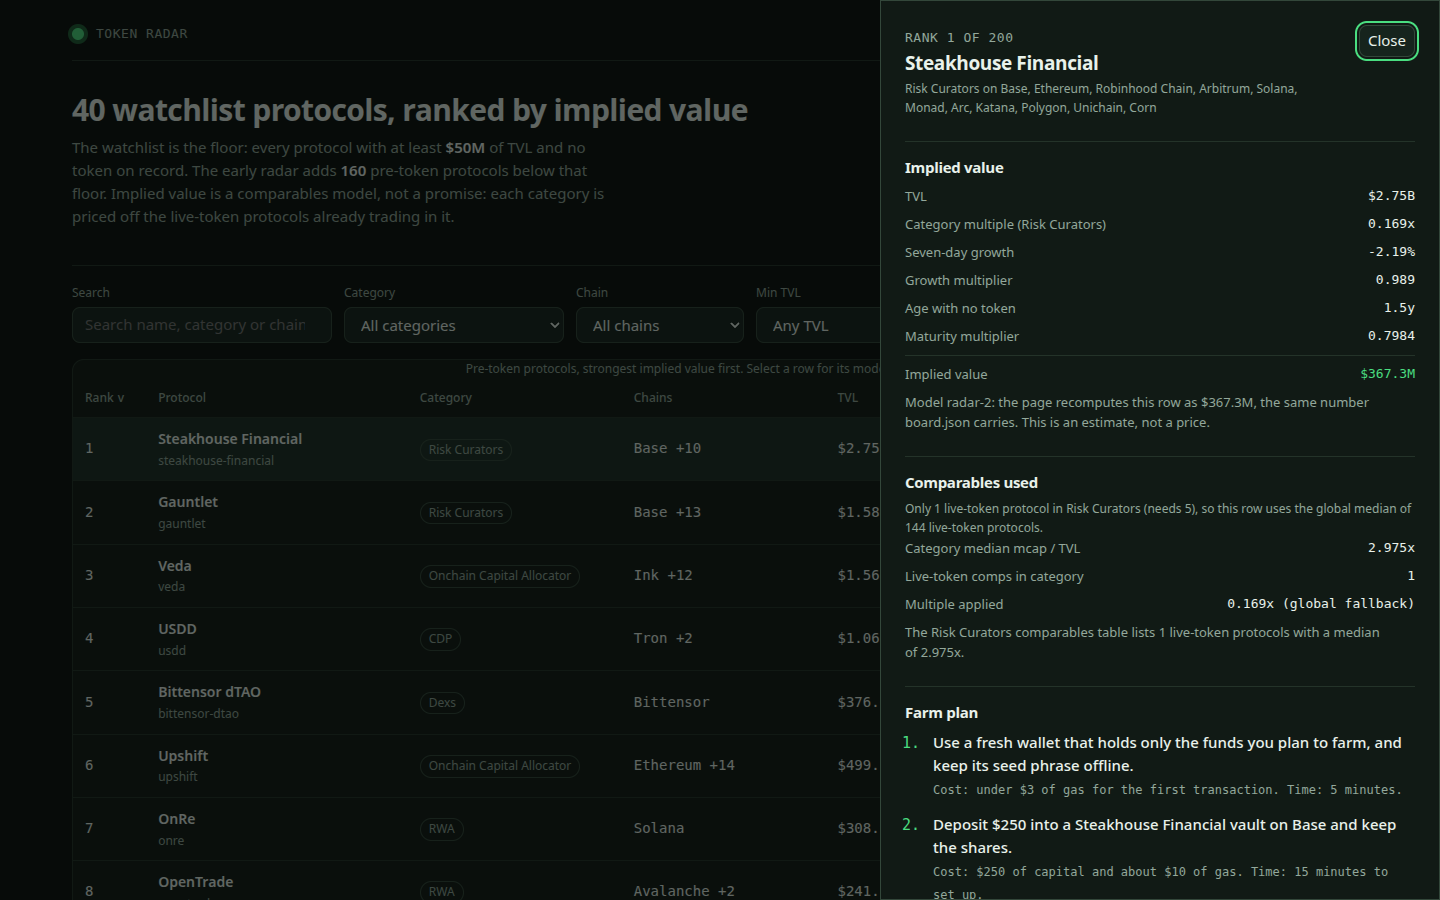 TOKEN RADAR
40 watchlist protocols, ranked by implied value
The watchlist is the floor: every protocol with at least $50M of TVL and no
token on record. The early radar adds 160 pre-token protocols below that
floor. Implied value is a comparables model, not a promise: each category is
priced off the live-token protocols already trading in it.
Search
Category
Chain
Min TVL
Search name, category or chain
All categories
All chains
Any TVL
Pre-token protocols, strongest implied value first. Select a row for its mod
Rank v
Protocol
Category
Chains
TVL
1
Steakhouse Financial
steakhouse-financial
Risk Curators
Base +10
$2.75
2
Gauntlet
gauntlet
Risk Curators
Base +13
$1.58
3
Veda
veda
Onchain Capital Allocator
Ink +12
$1.56
4
USDD
usdd
CDP
Tron +2
$1.06
5
Bittensor dTAO
bittensor-dtao
Dexs
Bittensor
$376.
6
Upshift
upshift
Onchain Capital Allocator
Ethereum +14
$499.
7
OnRe
onre
RWA
Solana
$308.
8
OpenTrade
RWA
Avalanche +2
$241.
RANK 1 OF 200
Close
Steakhouse Financial
Risk Curators on Base, Ethereum, Robinhood Chain, Arbitrum, Solana,
Monad, Arc, Katana, Polygon, Unichain, Corn
Implied value
TVL
$2.75B
Category multiple (Risk Curators)
0.169x
Seven-day growth
-2.19%
Growth multiplier
0.989
Age with no token
1.5y
Maturity multiplier
0.7984
Implied value
$367.3M
Model radar-2: the page recomputes this row as $367.3M, the same number
board.json carries. This is an estimate, not a price.
Comparables used
Only 1 live-token protocol in Risk Curators (needs 5), so this row uses the global median of
144 live-token protocols.
Category median mcap / TVL
2.975x
Live-token comps in category
1
Multiple applied
0.169x (global fallback)
The Risk Curators comparables table lists 1 live-token protocols with a median
of 2.975x.
Farm plan
1. Use a fresh wallet that holds only the funds you plan to farm, and
keep its seed phrase offline.
Cost: under $3 of gas for the first transaction. Time: 5 minutes.
2. Deposit $250 into a Steakhouse Financial vault on Base and keep
the shares.
Cost: $250 of capital and about $10 of gas. Time: 15 minutes to
set up.